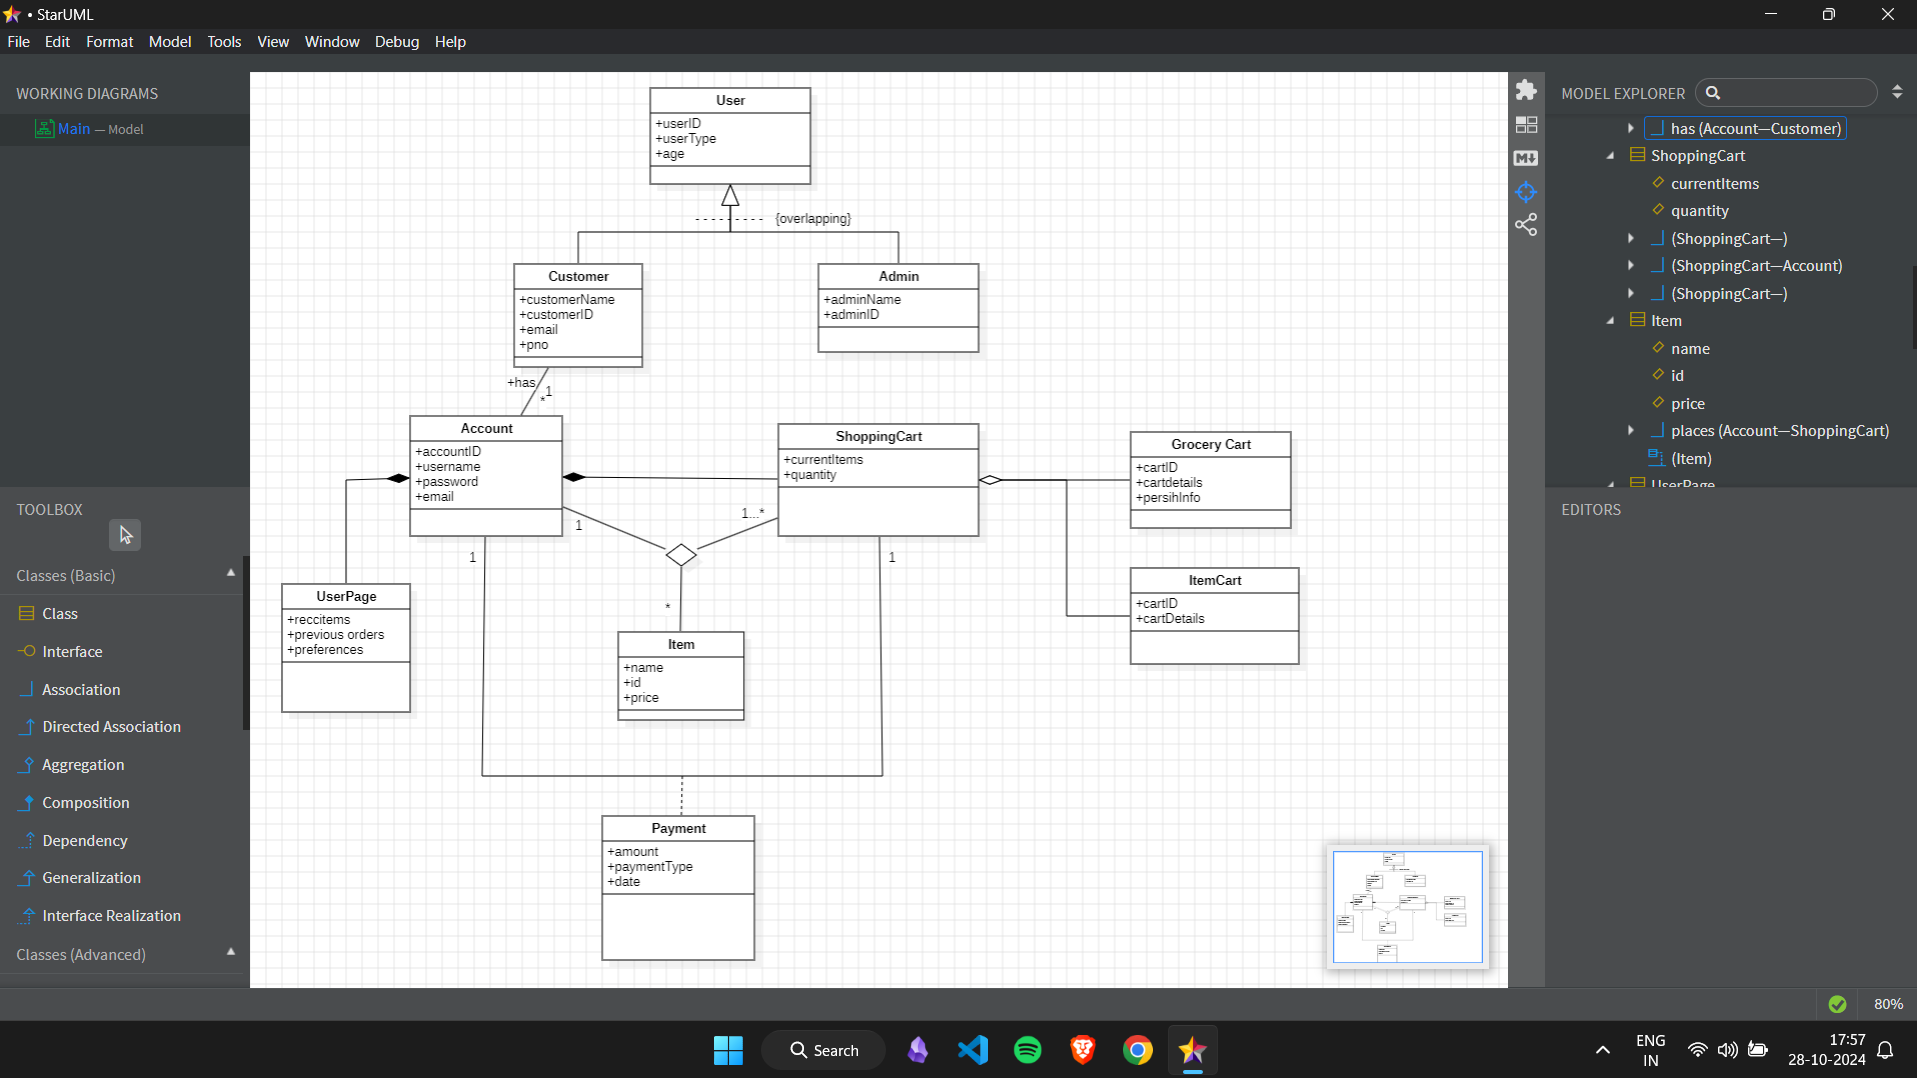 • StarUML
File Edit Format Model Tools View Window Debug Help
WORKING DIAGRAMS
Main — Model
TOOLBOX
Classes (Basic)
Class
Interface
Association
Directed Association
Aggregation
Composition
Dependency
Generalization
Interface Realization
Classes (Advanced)
User
+userID
+userType
+age
{overlapping}
Customer
+customerName
+customerID
+email
+pno
Admin
+adminName
+adminID
+has
1
*
Account
+accountID
+username
+password
+email
ShoppingCart
+currentItems
+quantity
Grocery Cart
+cartID
+cartdetails
+persihInfo
1
1...*
1
1
*
ItemCart
+cartID
+cartDetails
UserPage
+reccitems
+previous orders
+preferences
Item
+name
+id
+price
Payment
+amount
+paymentType
+date
MODEL EXPLORER
has (Account—Customer)
ShoppingCart
currentItems
quantity
(ShoppingCart—)
(ShoppingCart—Account)
(ShoppingCart—)
Item
name
id
price
places (Account—ShoppingCart)
(Item)
UserPage
EDITORS
80%
Search
ENG
IN
17:57
28-10-2024